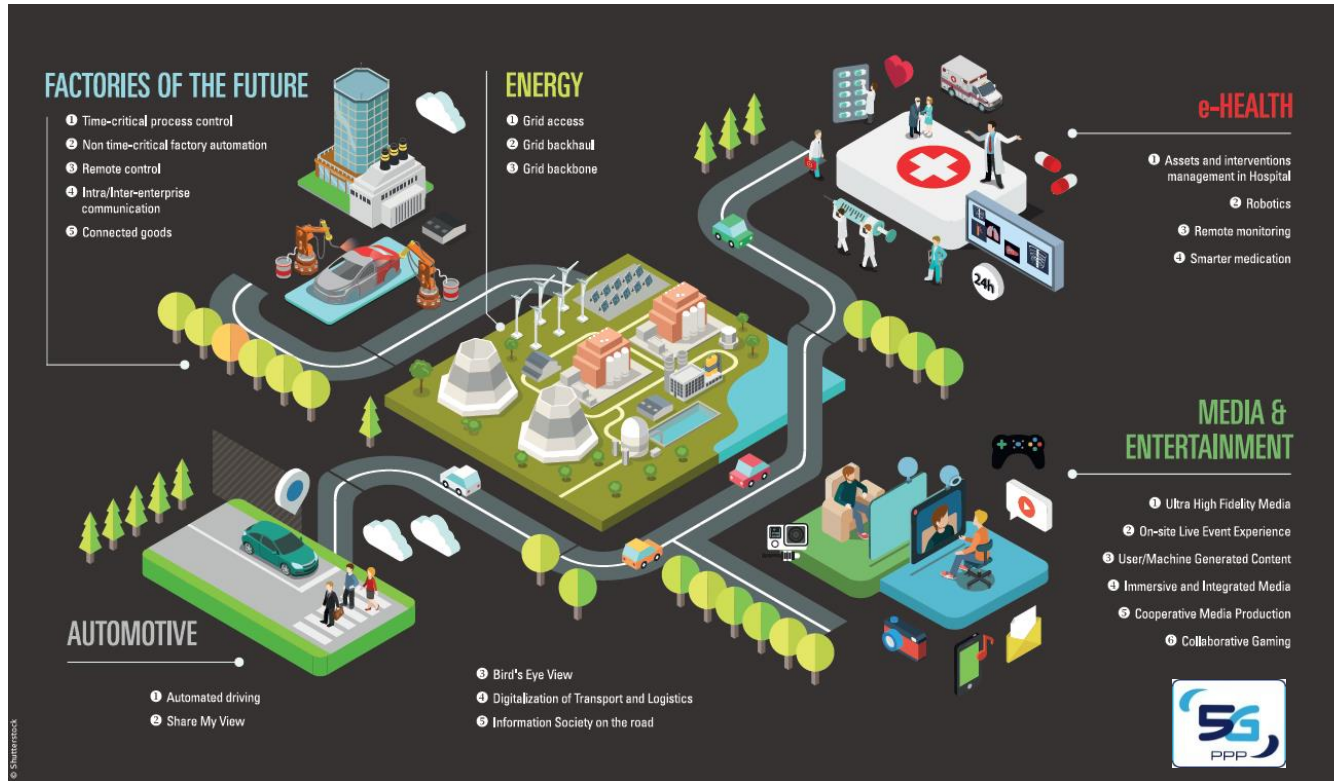 FACTORIES OF THE FUTURE
❶ Time-critical process control
❷ Non time-critical factory automation
❸ Remote control
❹ Intra/Inter-enterprise
communication
❺ Connected goods
ENERGY
❶ Grid access
❷ Grid backhaul
❸ Grid backbone
e-HEALTH
❶ Assets and interventions
management in Hospital
❷ Robotics
❸ Remote monitoring
❹ Smarter medication
24h
MEDIA &
ENTERTAINMENT
❶ Ultra High Fidelity Media
❷ On-site Live Event Experience
❸ User/Machine Generated Content
❹ Immersive and Integrated Media
❺ Cooperative Media Production
❻ Collaborative Gaming
AUTOMOTIVE
❶ Automated driving
❷ Share My View
❸ Bird's Eye View
❹ Digitalization of Transport and Logistics
❺ Information Society on the road
5G
PPP
© Shutterstock